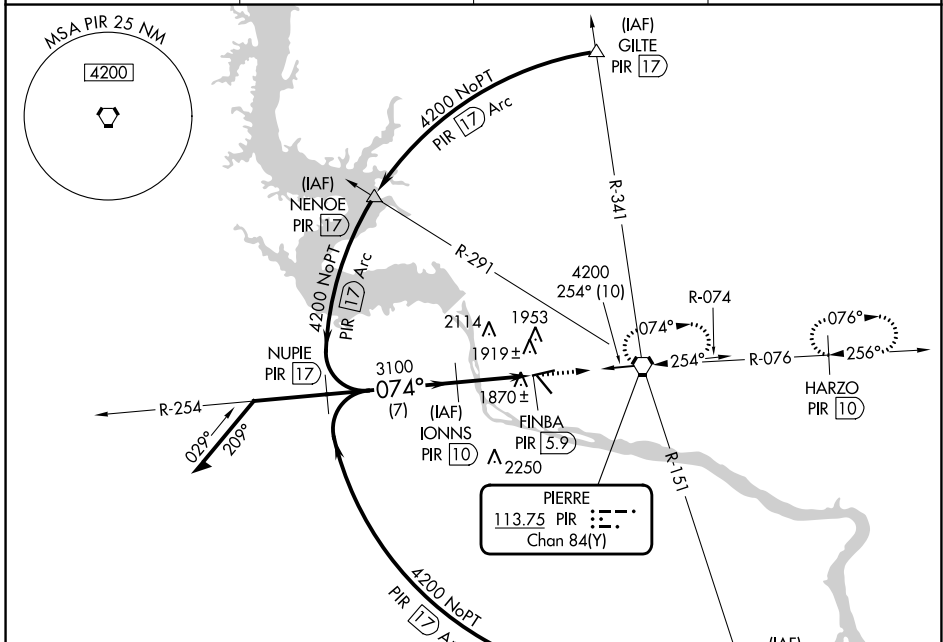 MSA PIR 25 NM
4200
(IAF)
GILTE
PIR 17
4200 NoPT
PIR 17 Arc
(IAF)
NENOE
PIR 17
R-341
R-291
4200 NoPT
PIR 17 Arc
4200
254° (10)
R-074
2114
1953
1919±
074°
254°
R-076
076°
256°
HARZO
PIR 10
NUPIE
PIR 17
3100
074°
(7)
1870±
R-254
029°
209°
(IAF)
IONNS
PIR 10
FINBA
PIR 5.9
2250
R-151
PIERRE
113.75 PIR
Chan 84(Y)
4200 NoPT
PIR 17 Arc
(IAF)